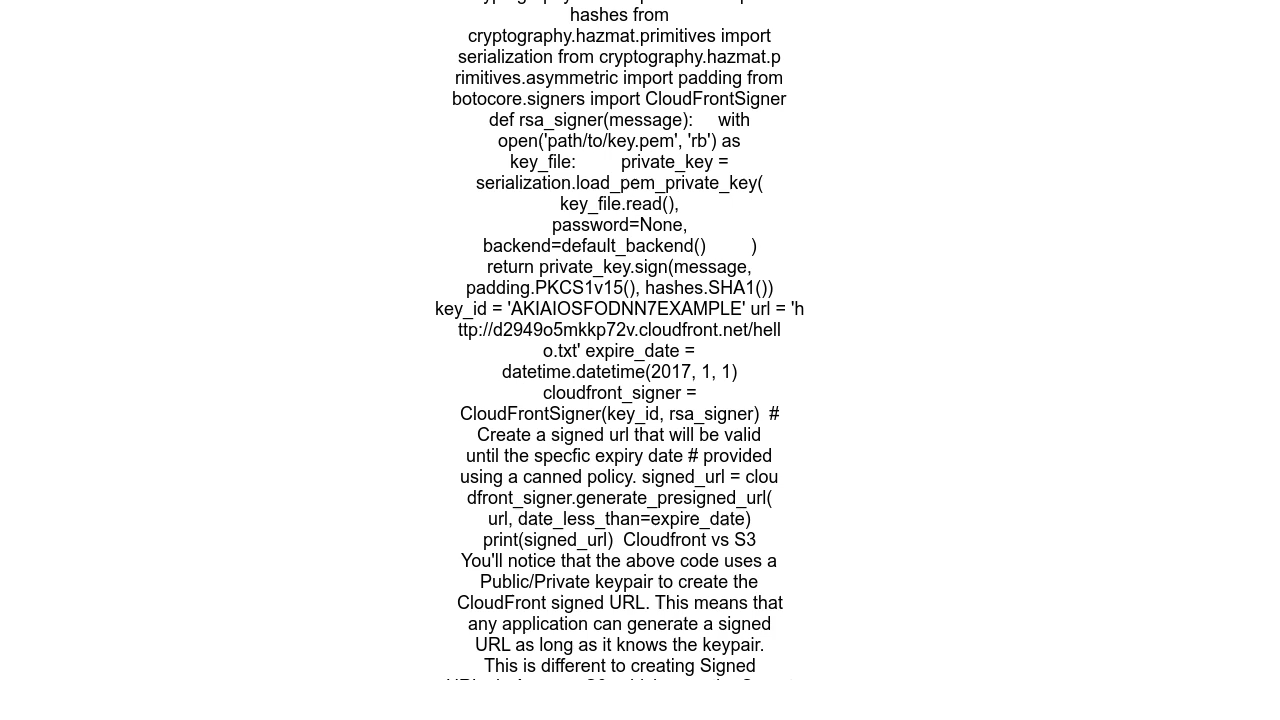 hashes from
cryptography.hazmat.primitives import
serialization from cryptography.hazmat.p
rimitives.asymmetric import padding from
botocore.signers import CloudFrontSigner
def rsa_signer(message):     with
open('path/to/key.pem', 'rb') as
key_file:         private_key =
serialization.load_pem_private_key(
key_file.read(),
password=None,
backend=default_backend()         )
return private_key.sign(message,
padding.PKCS1v15(), hashes.SHA1())
key_id = 'AKIAIOSFODNN7EXAMPLE' url = 'h
ttp://d2949o5mkkp72v.cloudfront.net/hell
o.txt' expire_date =
datetime.datetime(2017, 1, 1)
cloudfront_signer =
CloudFrontSigner(key_id, rsa_signer)  #
Create a signed url that will be valid
until the specfic expiry date # provided
using a canned policy. signed_url = clou
dfront_signer.generate_presigned_url(
url, date_less_than=expire_date)
print(signed_url)  Cloudfront vs S3
You'll notice that the above code uses a
Public/Private keypair to create the
CloudFront signed URL. This means that
any application can generate a signed
URL as long as it knows the keypair.
This is different to creating Signed